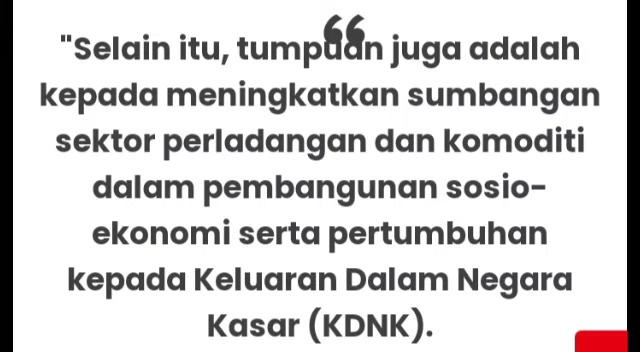 "Selain itu, tumpuan juga adalah
kepada meningkatkan sumbangan
sektor perladangan dan komoditi
dalam pembangunan sosio-
ekonomi serta pertumbuhan
kepada Keluaran Dalam Negara
Kasar (KDNK).